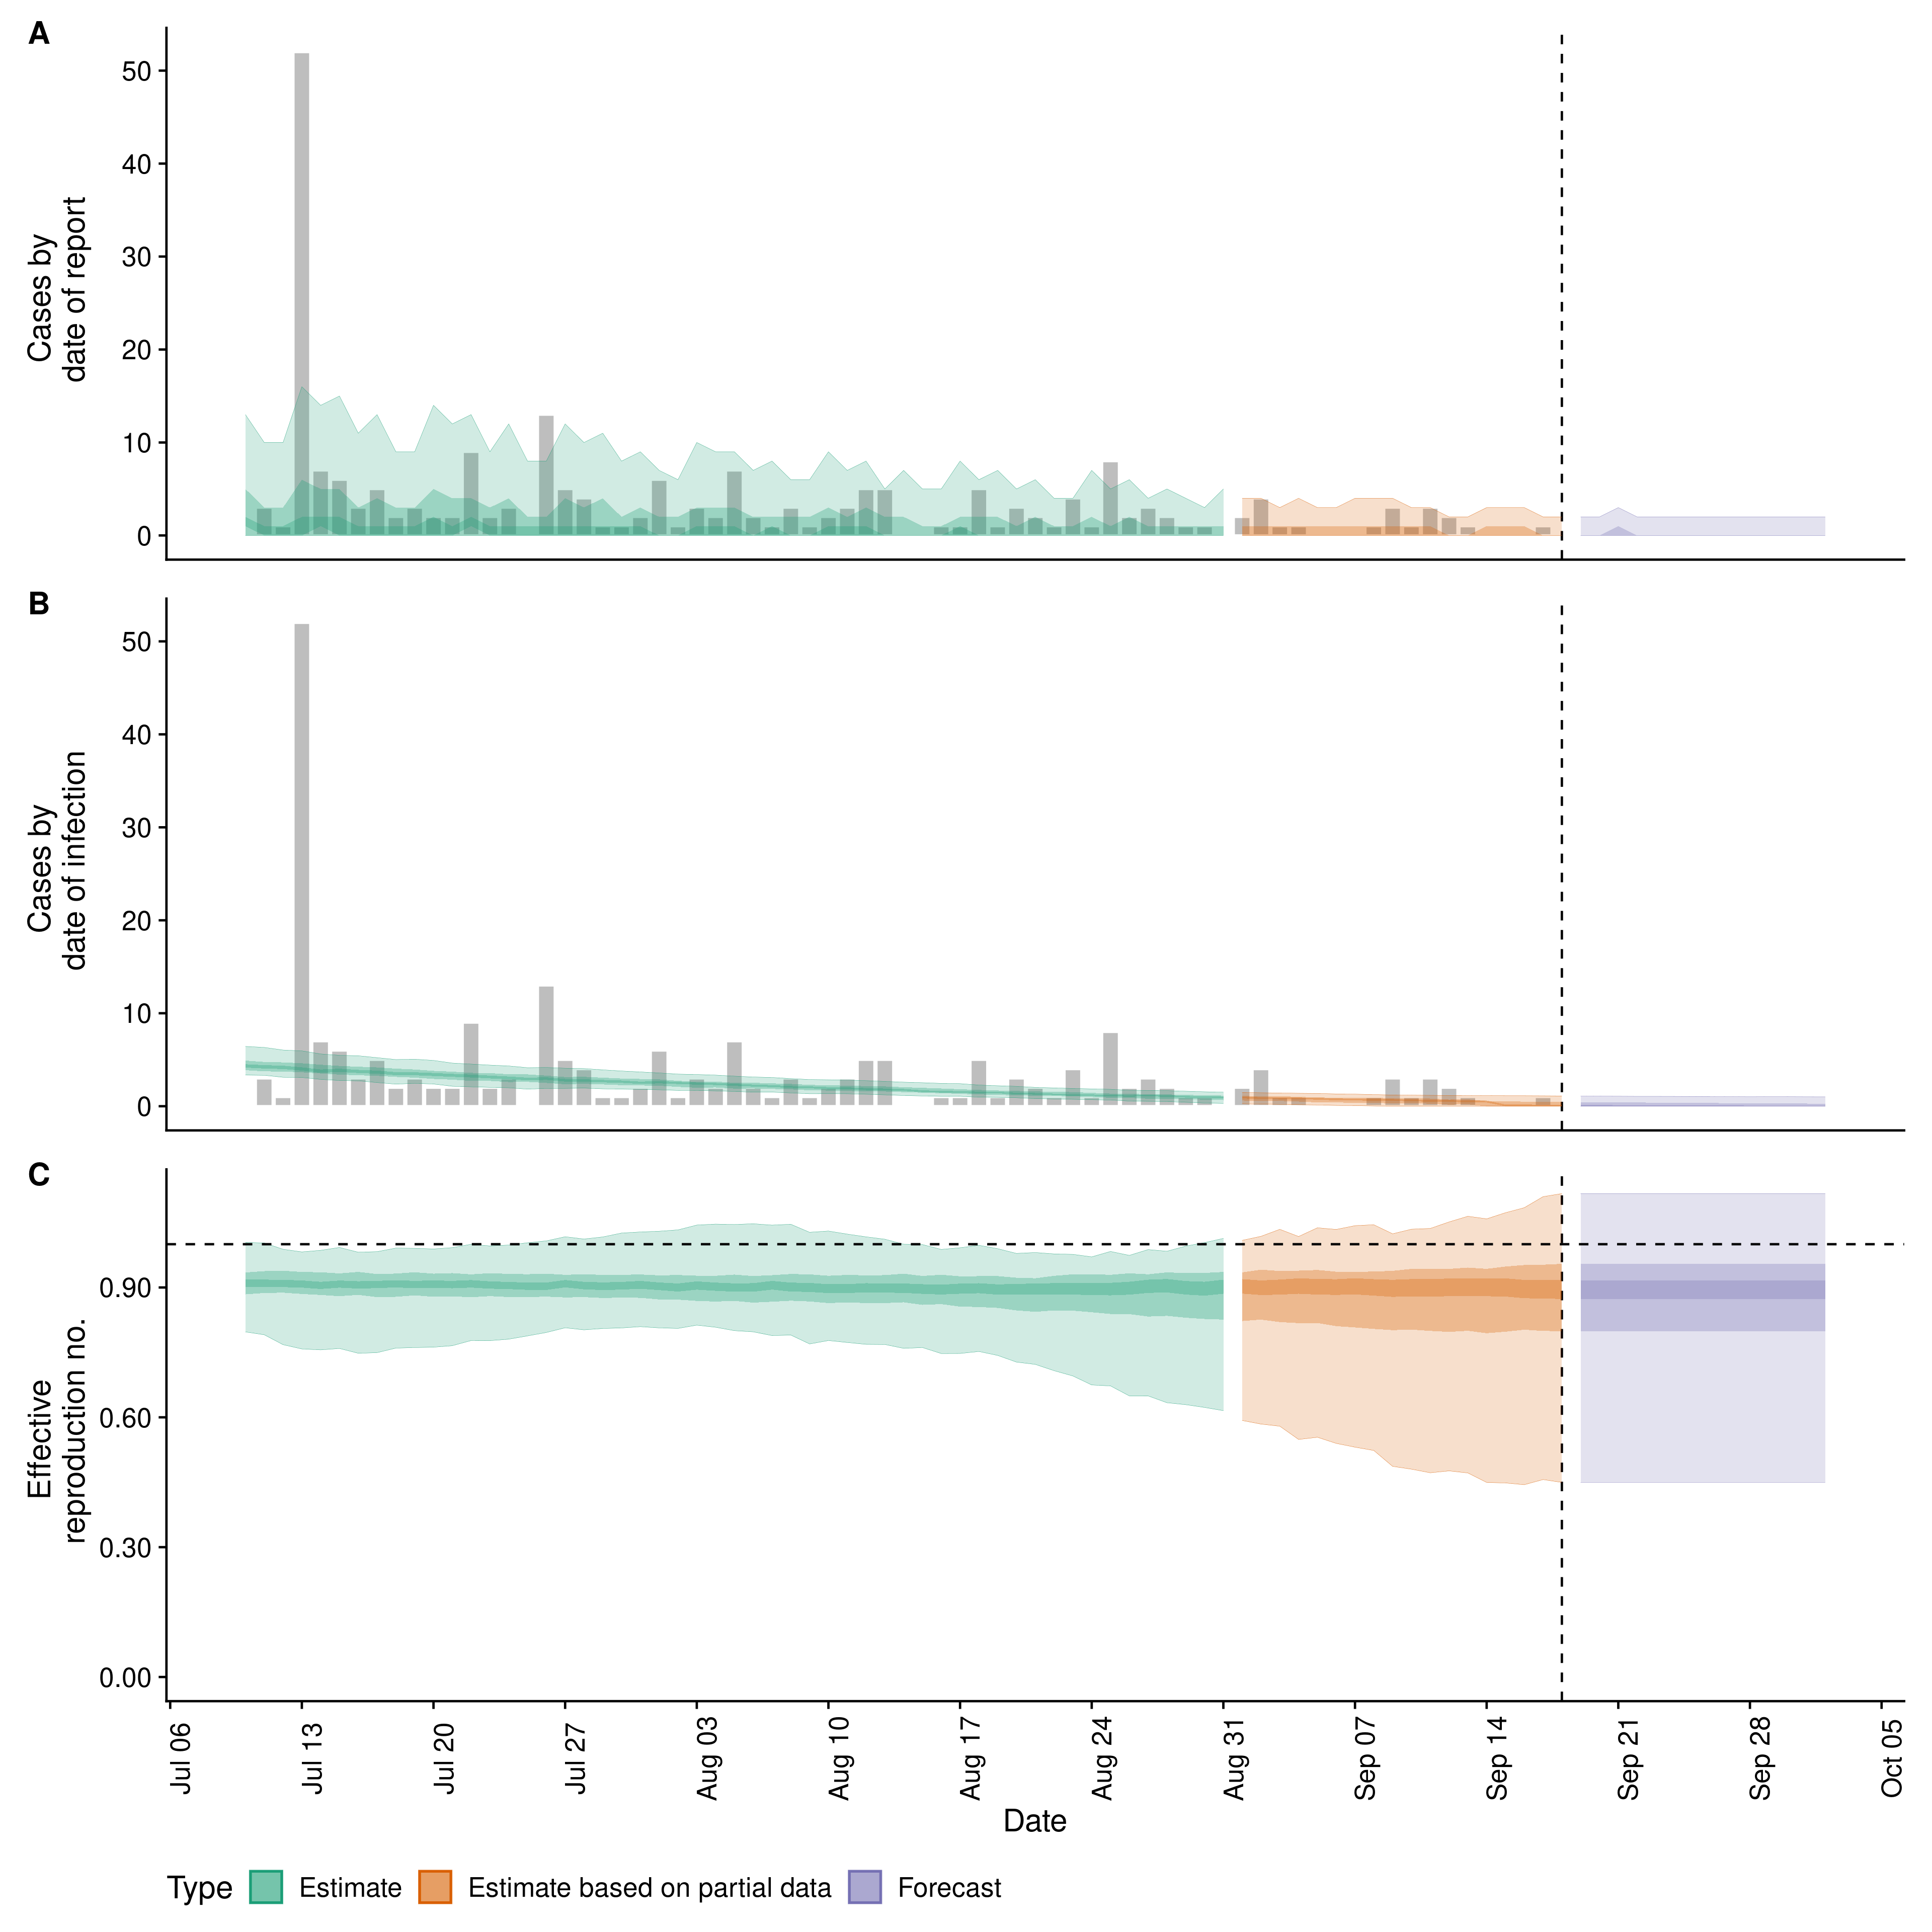 A
50
40
30
20
10
0
Cases by
date of report
B
50
40
30
20
10
0
Cases by
date of infection
C
0.90
0.60
0.30
0.00
Effective
reproduction no.
Jul 06
Jul 13
Jul 20
Jul 27
Aug 03
Aug 10
Aug 17
Aug 24
Aug 31
Sep 07
Sep 14
Sep 21
Sep 28
Oct 05
Date
Type Estimate Estimate based on partial data Forecast